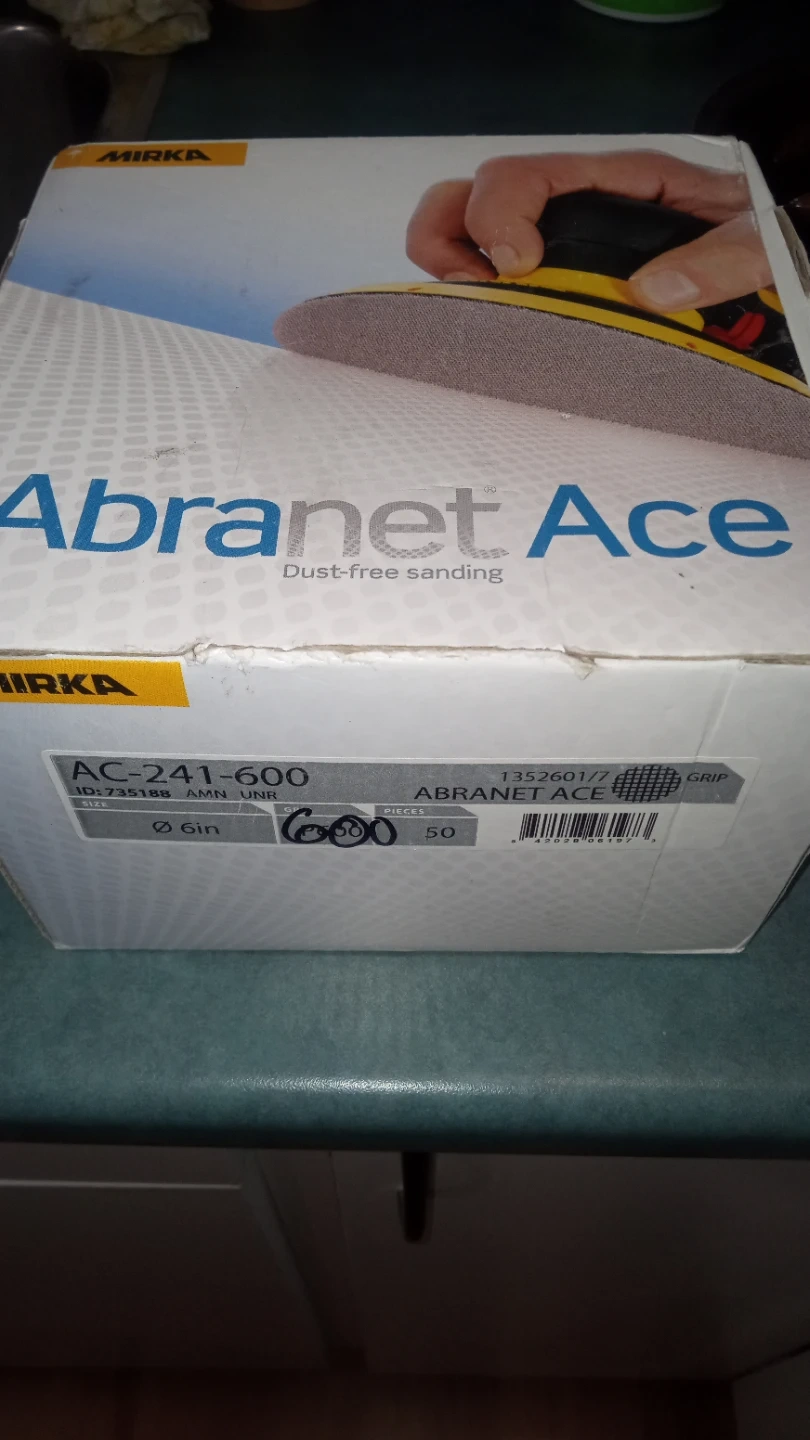 MIRKA
Abranet® Ace
Dust-free sanding
MIRKA
AC-241-600
1352601/7
GRIP
ID:735188 AMN UNR
ABRANET ACE
SIZE
PIECES
Ø 6in
600
50